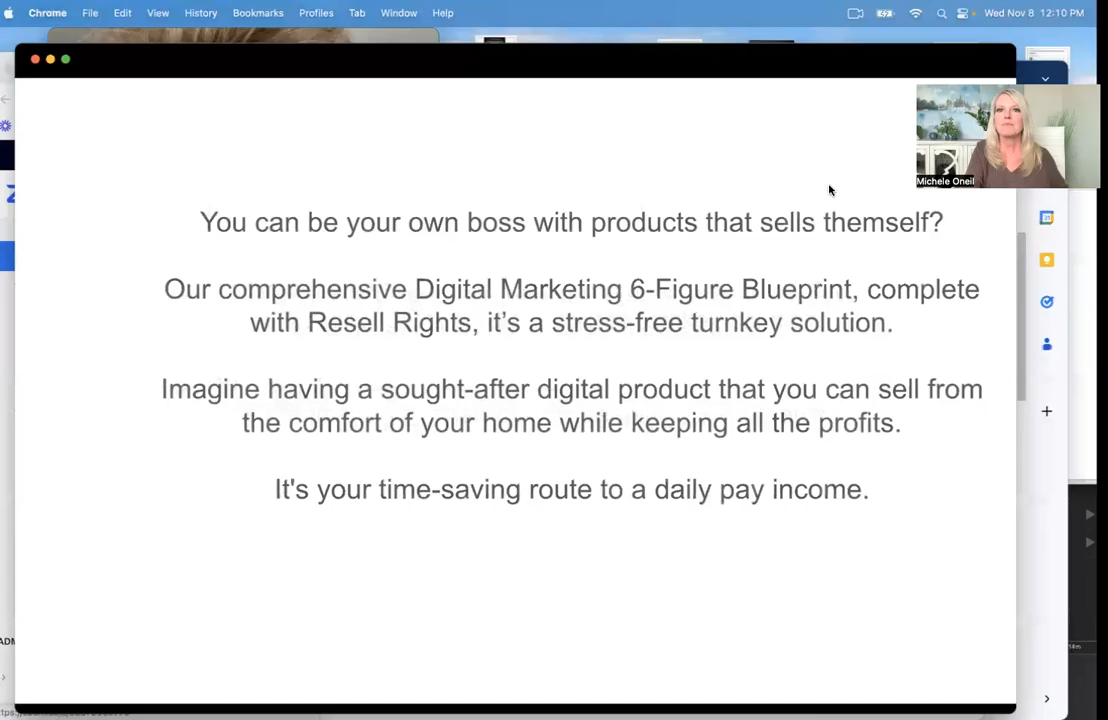 Chrome File Edit View History Bookmarks Profiles Tab Window Help Wed Nov 8 12:10 PM
Michele Oneil
You can be your own boss with products that sells themself?
Our comprehensive Digital Marketing 6-Figure Blueprint, complete
with Resell Rights, it’s a stress-free turnkey solution.
Imagine having a sought-after digital product that you can sell from
the comfort of your home while keeping all the profits.
It's your time-saving route to a daily pay income.